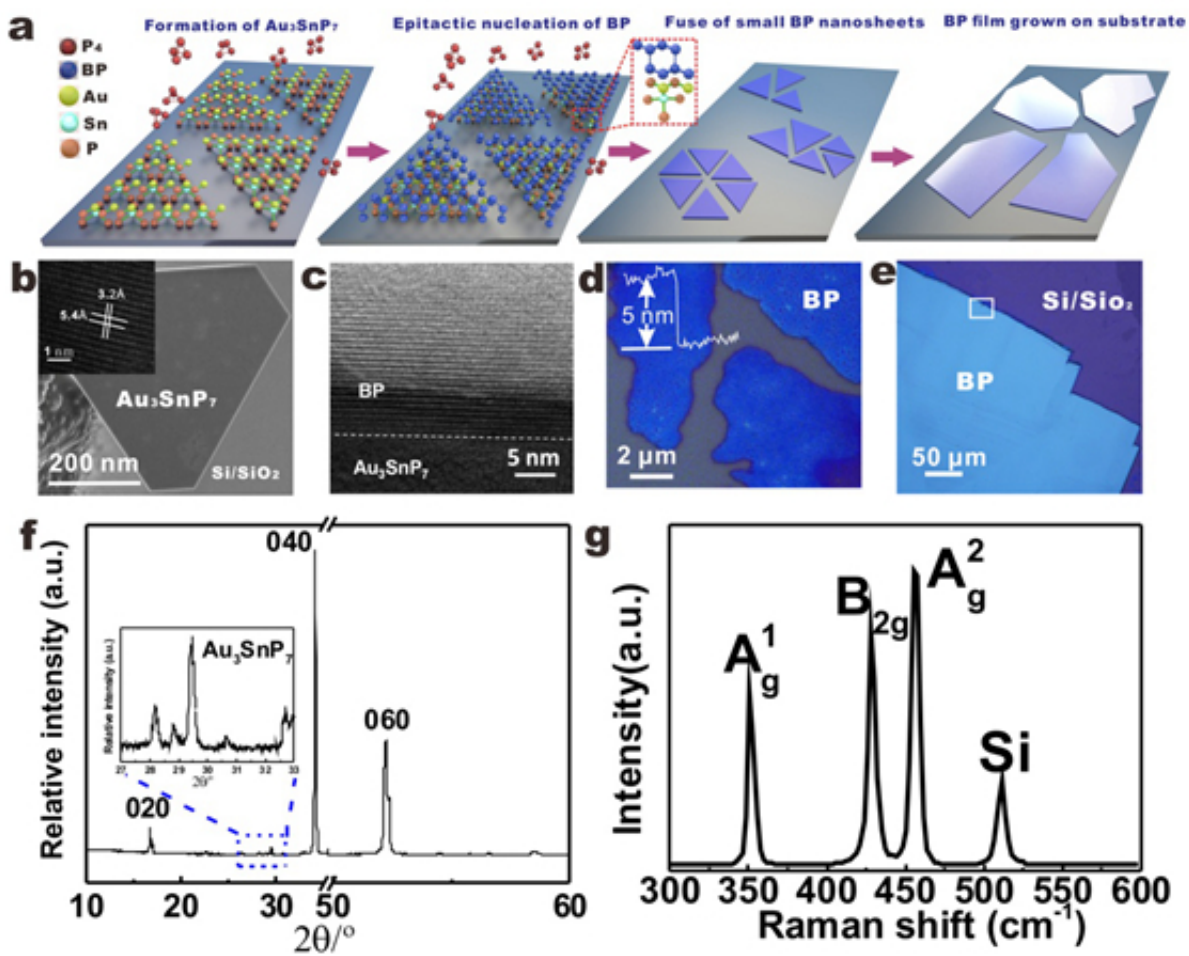 a
Formation of Au₃SnP₇
Epitactic nucleation of BP
Fuse of small BP nanosheets
BP film grown on substrate
P₄
BP
Au
Sn
P
b
3.2Å
5.4Å
1 nm
Au₃SnP₇
200 nm
Si/SiO₂
c
BP
Au₃SnP₇
5 nm
d
BP
5 nm
2 μm
e
Si/Sio₂
BP
50 μm
f
Relative intensity (a.u.)
040
060
020
Au₃SnP₇
Relative intensity (a.u.)
27 28 29 30 31 32 33
2θ/°
10 20 30 50 60
2θ/°
g
Intensity(a.u.)
A¹g
B2g
A²g
Si
300 350 400 450 500 550 600
Raman shift (cm⁻¹)